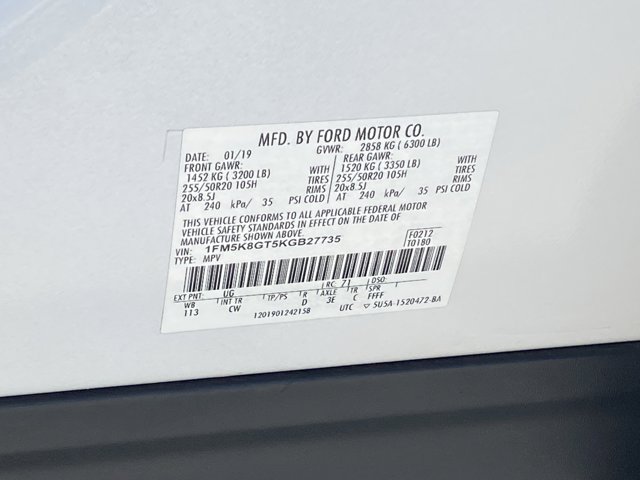 MFD. BY FORD MOTOR CO.
DATE: 01/19 GVWR: 2858 KG ( 6300 LB)
FRONT GAWR: REAR GAWR:
1452 KG ( 3200 LB) WITH 1520 KG ( 3350 LB) WITH
255/50R20 105H TIRES 255/50R20 105H TIRES
20x8.5J RIMS 20x8.5J RIMS
AT 240 kPa/ 35 PSI COLD AT 240 kPa/ 35 PSI COLD
THIS VEHICLE CONFORMS TO ALL APPLICABLE FEDERAL MOTOR
VEHICLE SAFETY STANDARDS IN EFFECT ON THE DATE OF
MANUFACTURE SHOWN ABOVE.
VIN: 1FM5K8GT5KGB27735 F0212
TYPE: MPV T0180
EXT PNT: UG RC: 71 DSO:
WB INT TR TP/PS R AXLE TR SPR
113 CW D 3E C FFFF
1201901242158 UTC ▽ 5USA-1520472-BA